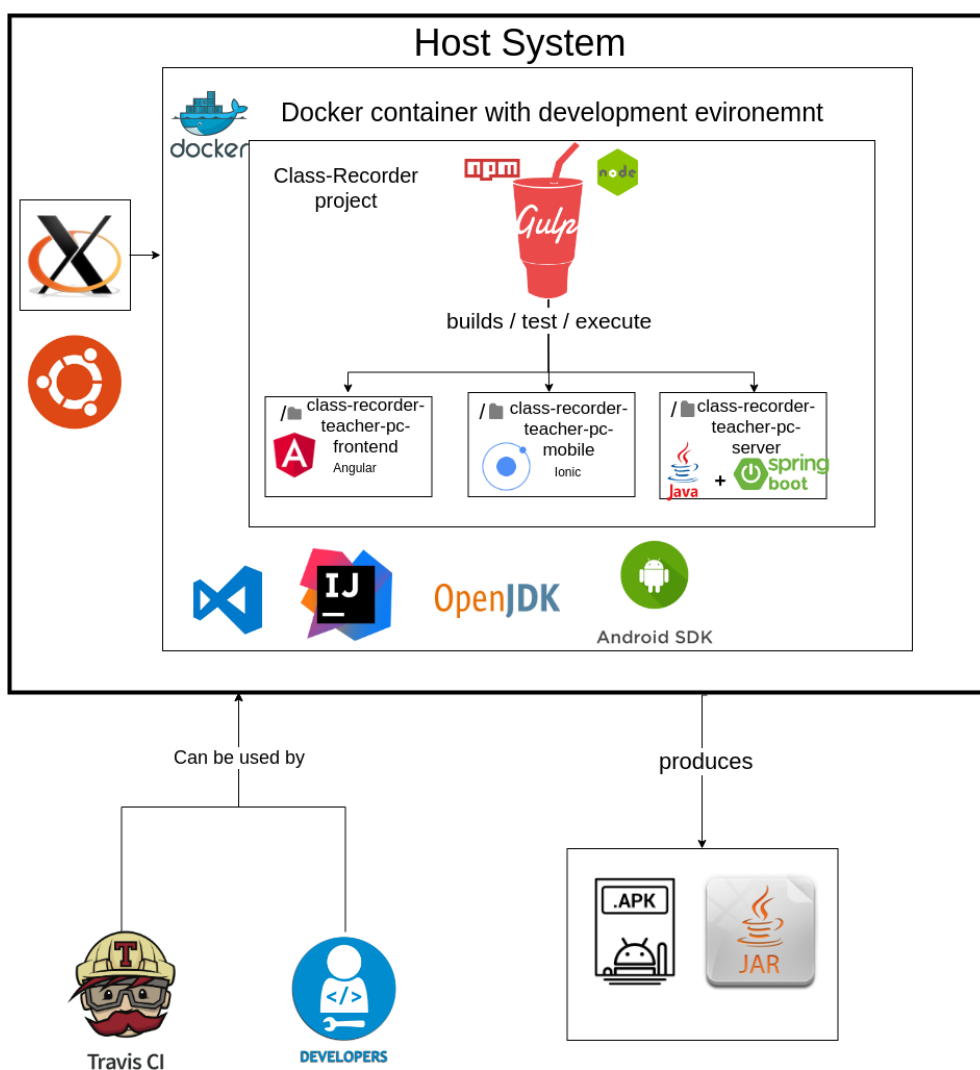 Host System
Docker container with development evironemnt
docker
Class-Recorder
project
npm
node
Gulp
builds / test / execute
/ class-recorder-
teacher-pc-
frontend
Angular
/ class-recorder-
teacher-pc-
mobile
Ionic
/ class-recorder-
teacher-pc-
server
Java
+
spring
boot
IJ
OpenJDK
Android SDK
Can be used by
produces
.APK
JAR
T
</>
Travis CI
DEVELOPERS